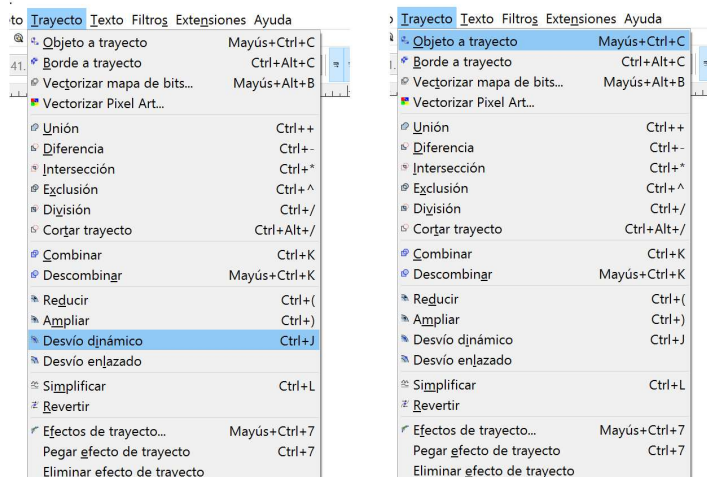 to Trayecto Texto Filtros Extensiones Ayuda
41.
Objeto a trayecto Mayús+Ctrl+C
Borde a trayecto Ctrl+Alt+C
Vectorizar mapa de bits... Mayús+Alt+B
Vectorizar Pixel Art...
Unión Ctrl++
Diferencia Ctrl+-
Intersección Ctrl+*
Exclusión Ctrl+^
División Ctrl+/
Cortar trayecto Ctrl+Alt+/
Combinar Ctrl+K
Descombinar Mayús+Ctrl+K
Reducir Ctrl+(
Ampliar Ctrl+)
Desvío dinámico Ctrl+J
Desvío enlazado
Simplificar Ctrl+L
Revertir
Efectos de trayecto... Mayús+Ctrl+7
Pegar efecto de trayecto Ctrl+7
Eliminar efecto de trayecto
to Trayecto Texto Filtros Extensiones Ayuda
Objeto a trayecto Mayús+Ctrl+C
Borde a trayecto Ctrl+Alt+C
Vectorizar mapa de bits... Mayús+Alt+B
Vectorizar Pixel Art...
Unión Ctrl++
Diferencia Ctrl+-
Intersección Ctrl+*
Exclusión Ctrl+^
División Ctrl+/
Cortar trayecto Ctrl+Alt+/
Combinar Ctrl+K
Descombinar Mayús+Ctrl+K
Reducir Ctrl+(
Ampliar Ctrl+)
Desvío dinámico Ctrl+J
Desvío enlazado
Simplificar Ctrl+L
Revertir
Efectos de trayecto... Mayús+Ctrl+7
Pegar efecto de trayecto Ctrl+7
Eliminar efecto de trayecto